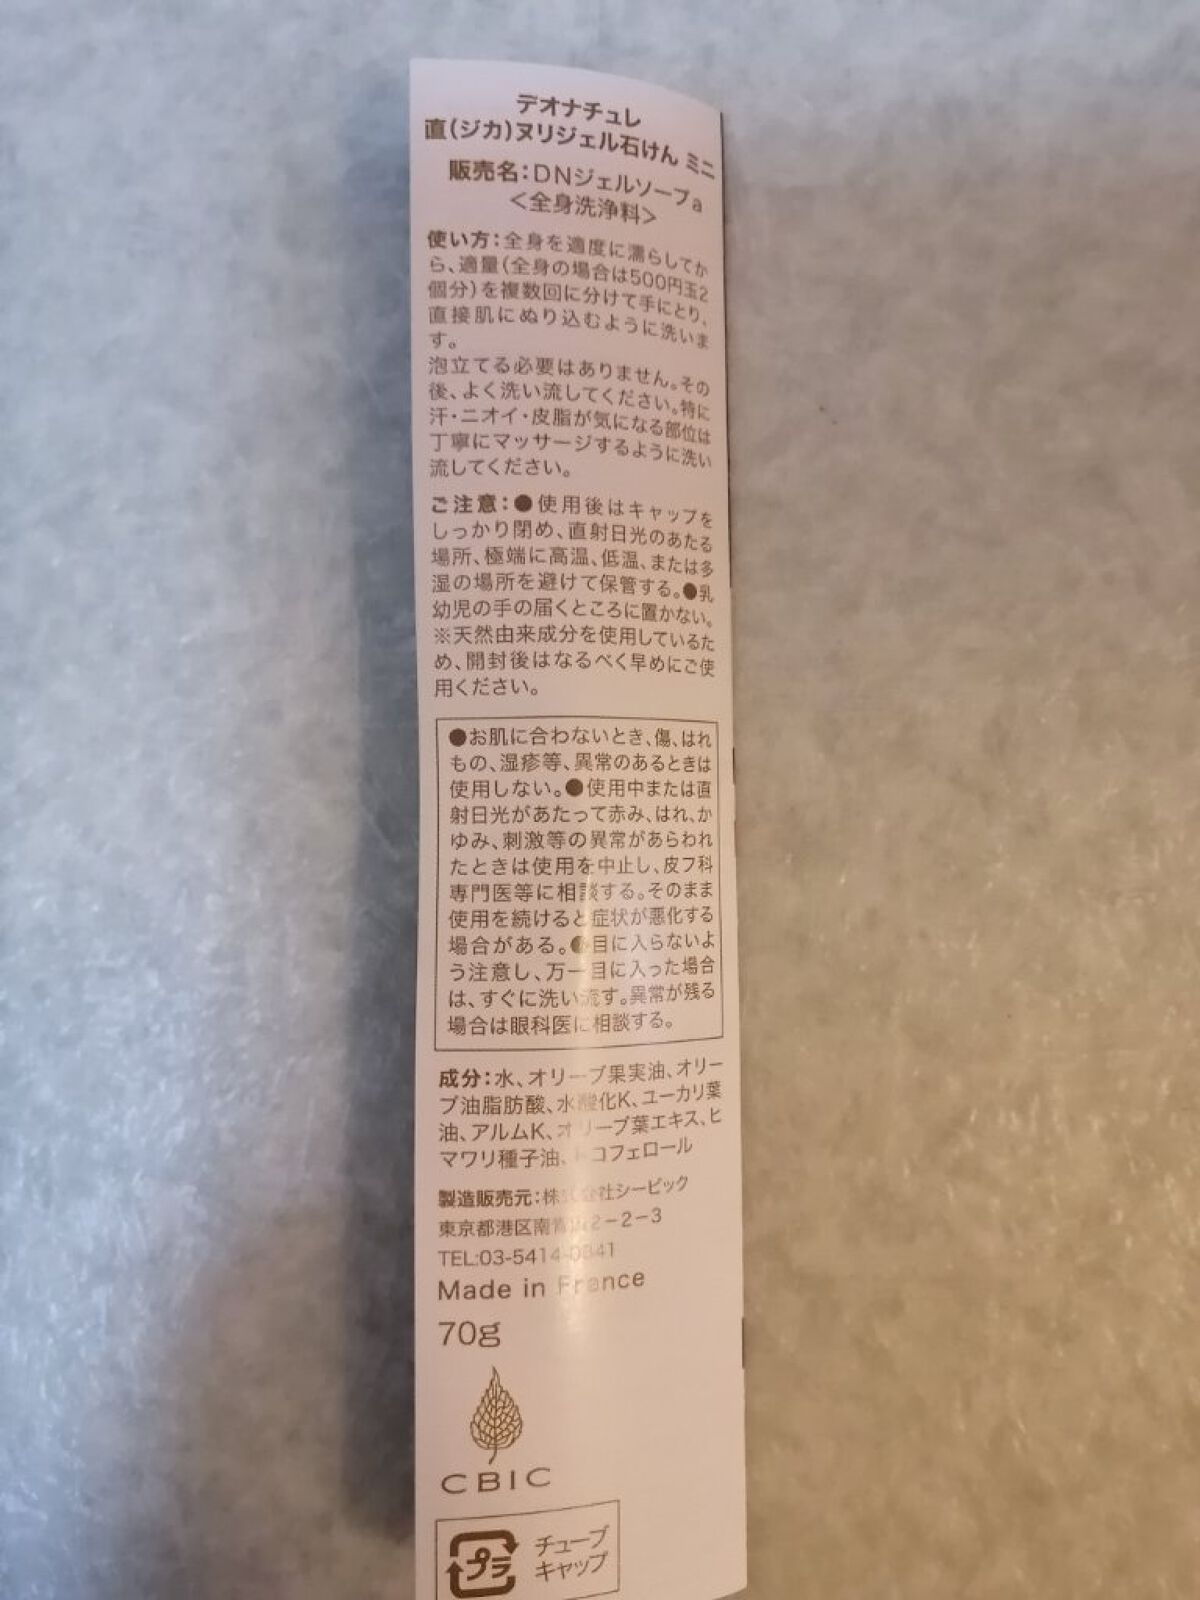 デオナチュレ
直(ジカ)ヌリジェル石けん ミニ
販売名:DNジェルソープa
<全身洗浄料>
使い方:全身を適度に濡らしてか
ら、適量(全身の場合は500円玉2
個分)を複数回に分けて手にとり、
直接肌にぬり込むように洗いま
す。
泡立てる必要はありません。その
後、よく洗い流してください。特に
汗・ニオイ・皮脂が気になる部位は
丁寧にマッサージするように洗い
流してください。
ご注意:●使用後はキャップを
しっかり閉め、直射日光のあたる
場所、極端に高温、低温、または多
湿の場所を避けて保管する。●乳
幼児の手の届くところに置かない。
※天然由来成分を使用しているた
め、開封後はなるべく早めにご使
用ください。
●お肌に合わないとき、傷、はれ
もの、湿疹等、異常のあるときは
使用しない。●使用中または直
射日光があたって赤み、はれ、か
ゆみ、刺激等の異常があらわれ
たときは使用を中止し、皮フ科
専門医等に相談する。そのまま
使用を続けると症状が悪化する
場合がある。●目に入らないよ
う注意し、万一目に入った場合
は、すぐに洗い流す。異常が残る
場合は眼科医に相談する。
成分:水、オリーブ果実油、オリー
ブ油脂肪酸、水酸化K、ユーカリ葉
油、アルムK、オリーブ葉エキス、ヒ
マワリ種子油、トコフェロール
製造販売元:株式会社シービック
東京都港区南青山2-2-3
TEL:03-5414-0841
Made in France
70g
CBIC
プラ
チューブ
キャップ